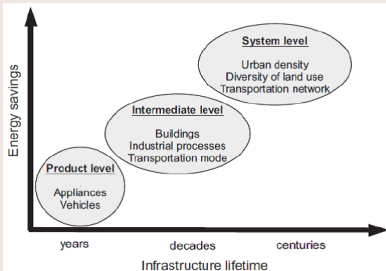 Energy savings
System level
Urban density
Diversity of land use
Transportation network
Intermediate level
Buildings
Industrial processes
Transportation mode
Product level
Appliances
Vehicles
years decades centuries
Infrastructure lifetime